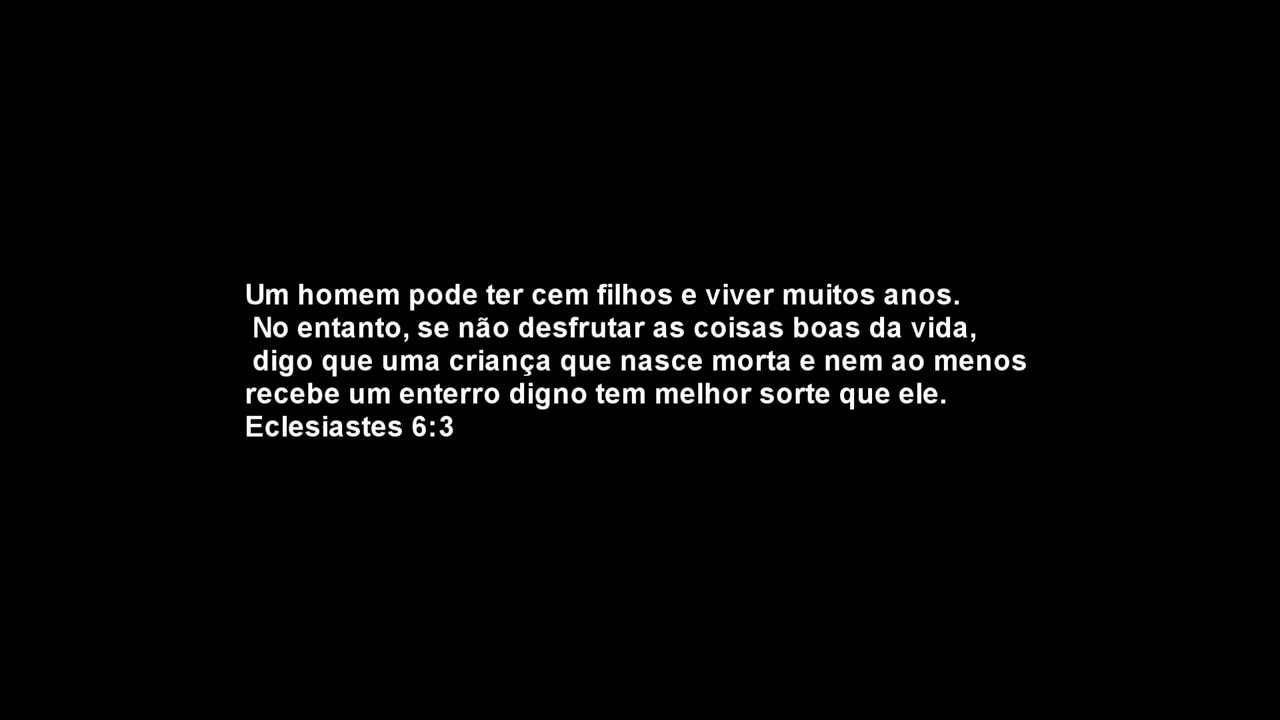 Um homem pode ter cem filhos e viver muitos anos.
No entanto, se não desfrutar as coisas boas da vida,
digo que uma criança que nasce morta e nem ao menos
recebe um enterro digno tem melhor sorte que ele.
Eclesiastes 6:3